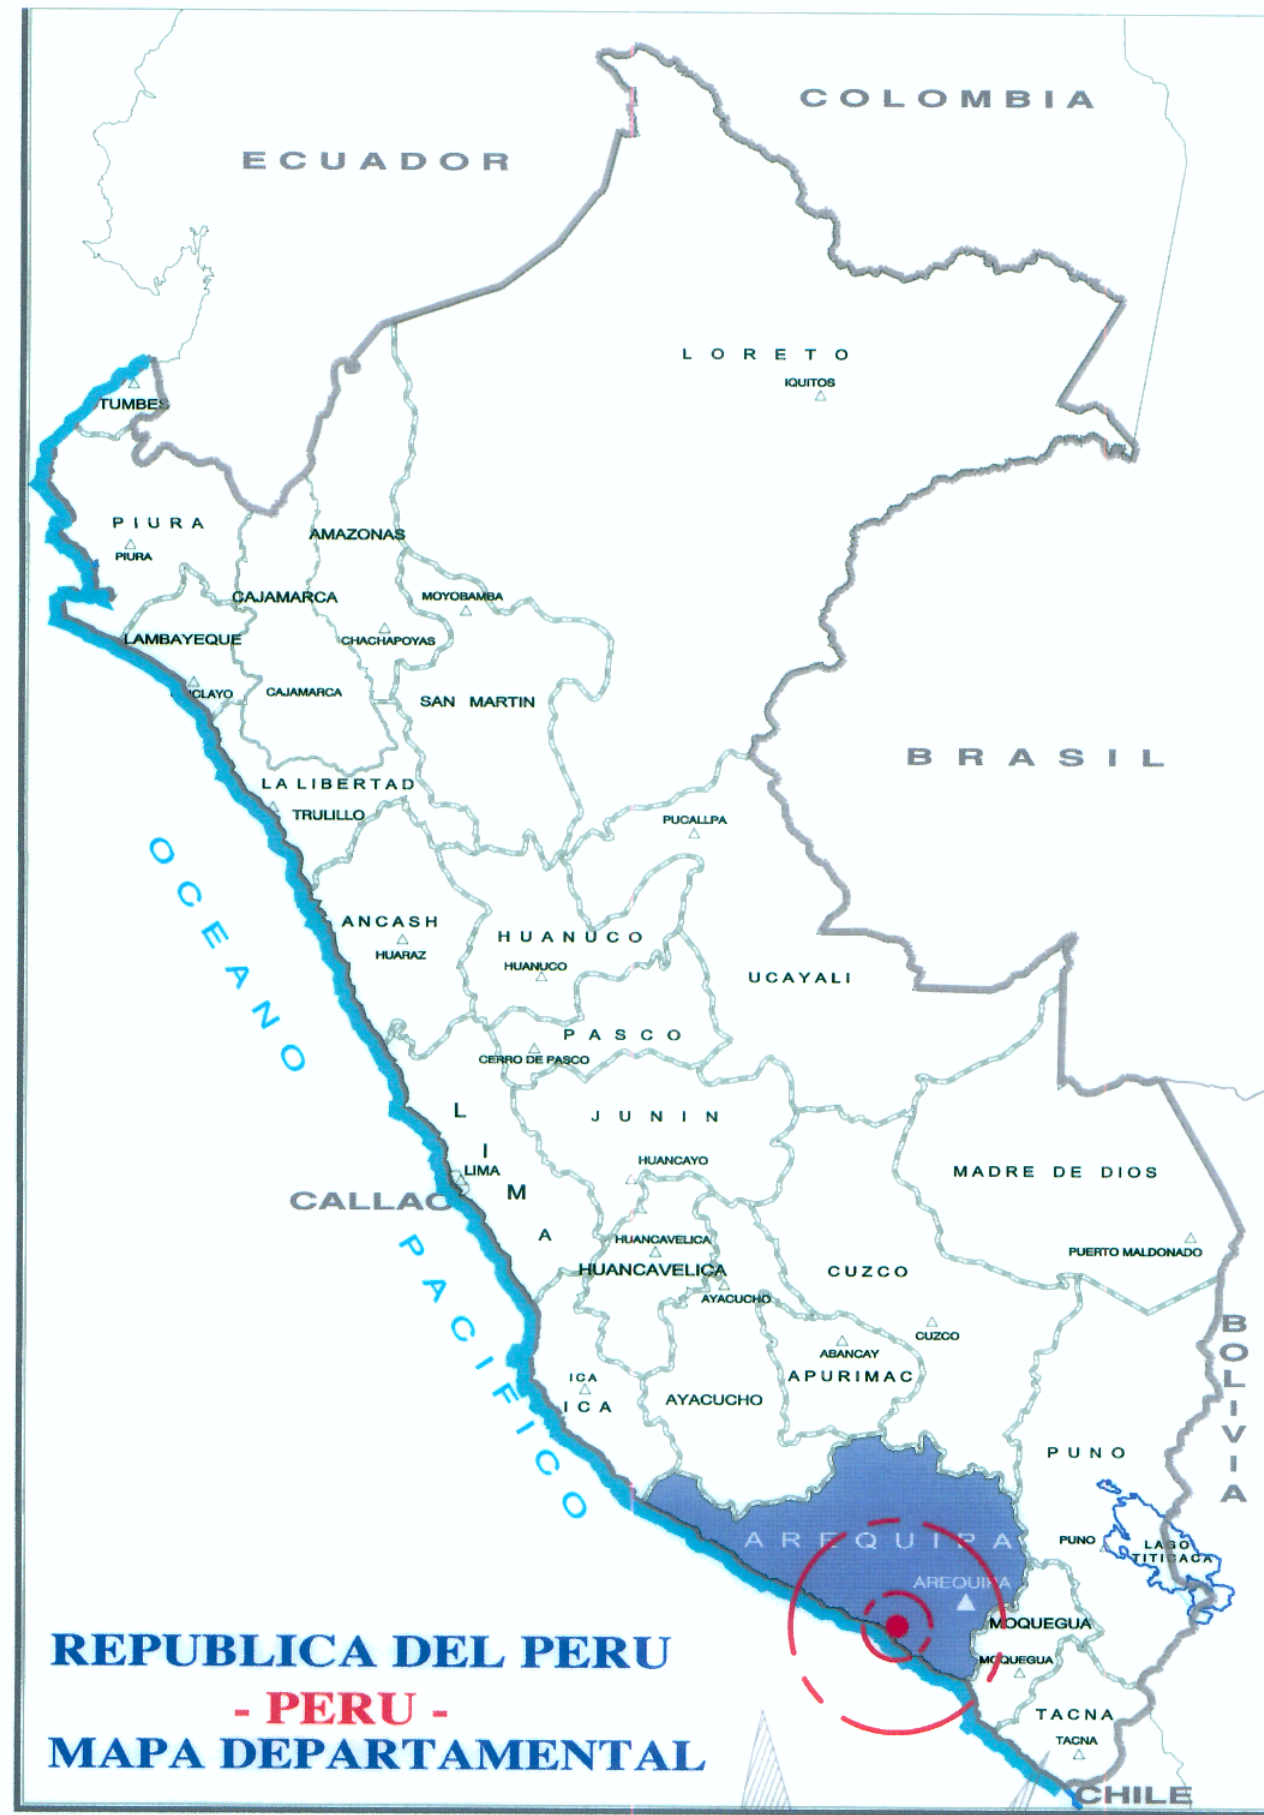 COLOMBIA
ECUADOR
LORETO
IQUITOS
TUMBES
PIURA
PIURA
AMAZONAS
CAJAMARCA
MOYOBAMBA
LAMBAYEQUE
CHACHAPOYAS
CAJAMARCA
SAN MARTIN
BRASIL
LA LIBERTAD
TRULILLO
PUCALLPA
OCEANO
ANCASH
HUARAZ
HUANUCO
HUANUCO
UCAYALI
PASCO
CERRO DE PASCO
LIMA
JUNIN
HUANCAYO
LIMA
MADRE DE DIOS
CALLAO
PACIFICO
HUANCAVELICA
HUANCAVELICA
PUERTO MALDONADO
CUZCO
AYACUCHO
CUZCO
BOLIVIA
ABANCAY
APURIMAC
ICA
ICA
AYACUCHO
PUNO
AREQUIPA
PUNO
LAGO
TITICACA
AREQUIPA
MOQUEGUA
MOQUEGUA
TACNA
TACNA
CHILE
REPUBLICA DEL PERU
- PERU -
MAPA DEPARTAMENTAL